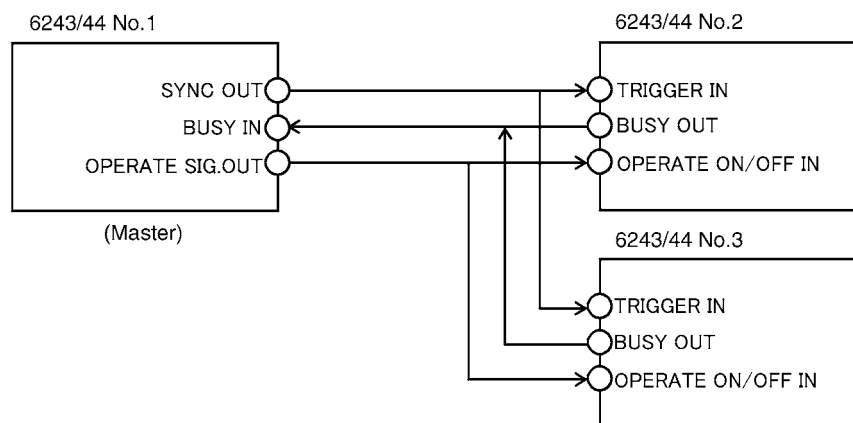 6243/44 No.1
SYNC OUT
BUSY IN
OPERATE SIG.OUT
(Master)
6243/44 No.2
TRIGGER IN
BUSY OUT
OPERATE ON/OFF IN
6243/44 No.3
TRIGGER IN
BUSY OUT
OPERATE ON/OFF IN